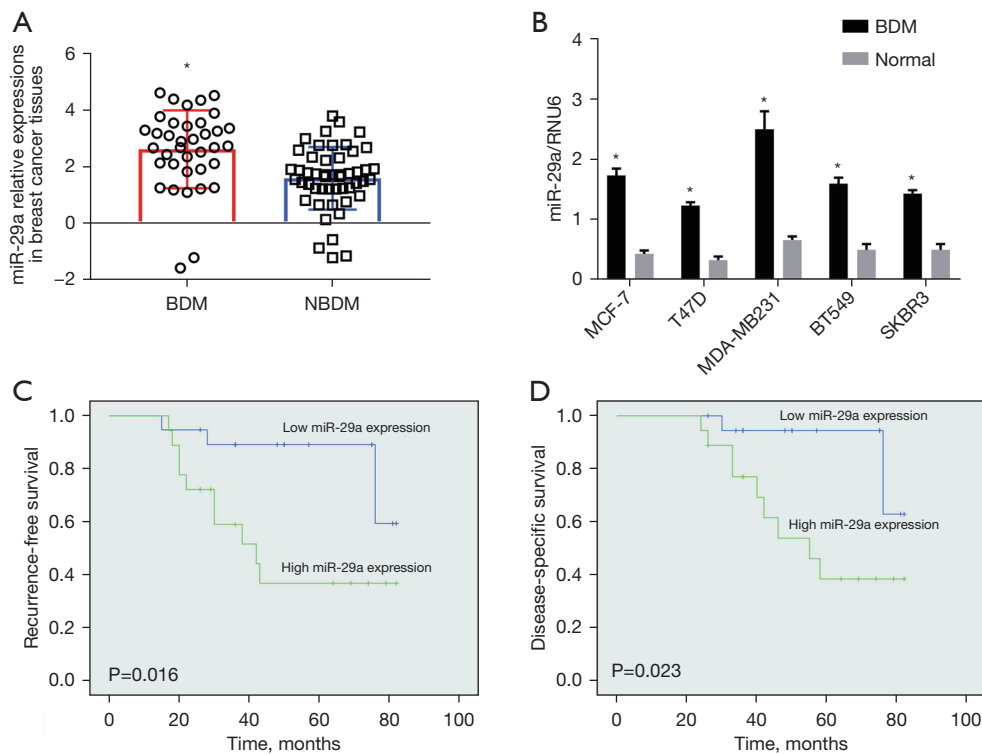 A
miR-29a relative expressions
in breast cancer tissues
6
4
2
0
−2
*
BDM
NBDM
B
miR-29a/RNU6
4
3
2
1
0
BDM
Normal
*
*
*
*
*
MCF-7
T47D
MDA-MB231
BT549
SKBR3
C
Recurrence-free survival
1.0
0.8
0.6
0.4
0.2
0.0
Low miR-29a expression
High miR-29a expression
P=0.016
0 20 40 60 80 100
Time, months
D
Disease-specific survival
1.0
0.8
0.6
0.4
0.2
0.0
Low miR-29a expression
High miR-29a expression
P=0.023
0 20 40 60 80 100
Time, months